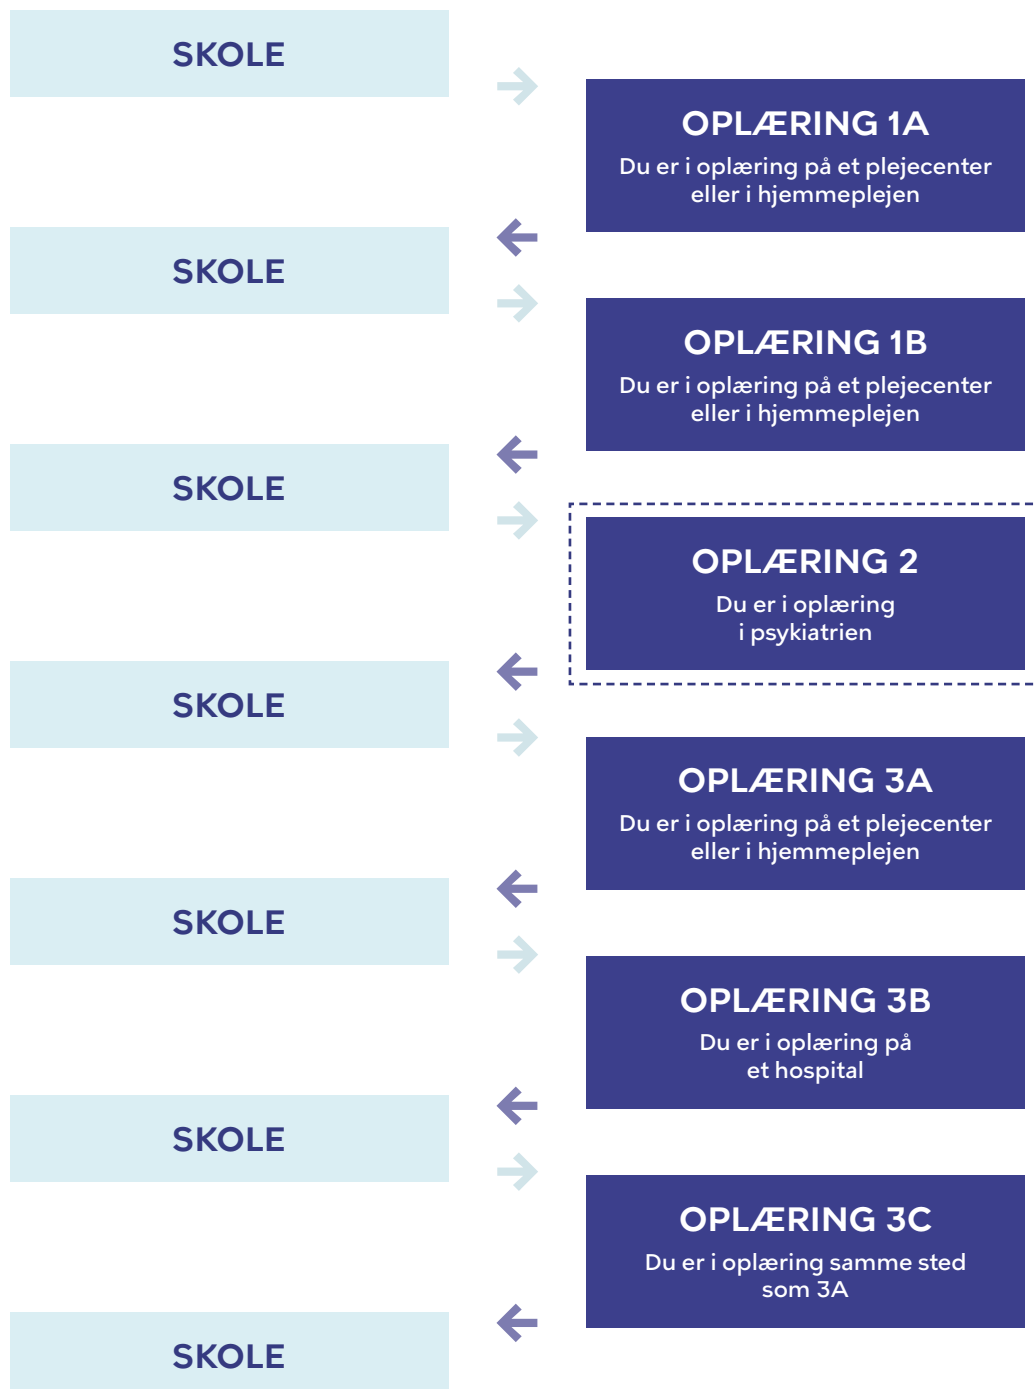 SKOLE
OPLÆRING 1A
Du er i oplæring på et plejecenter
eller i hjemmeplejen
SKOLE
OPLÆRING 1B
Du er i oplæring på et plejecenter
eller i hjemmeplejen
SKOLE
OPLÆRING 2
Du er i oplæring
i psykiatrien
SKOLE
OPLÆRING 3A
Du er i oplæring på et plejecenter
eller i hjemmeplejen
SKOLE
OPLÆRING 3B
Du er i oplæring på
et hospital
SKOLE
OPLÆRING 3C
Du er i oplæring samme sted
som 3A
SKOLE